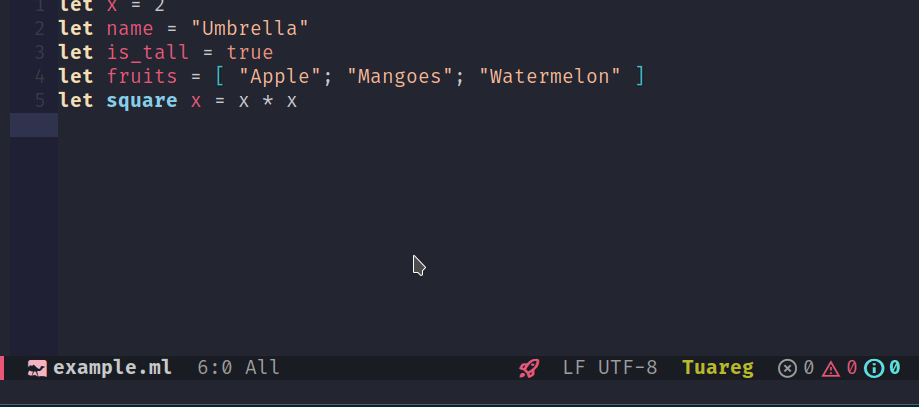 1 let x = 2
2 let name = "Umbrella"
3 let is_tall = true
4 let fruits = [ "Apple"; "Mangoes"; "Watermelon" ]
5 let square x = x * x
example.ml 6:0 All LF UTF-8 Tuareg 0 0 0